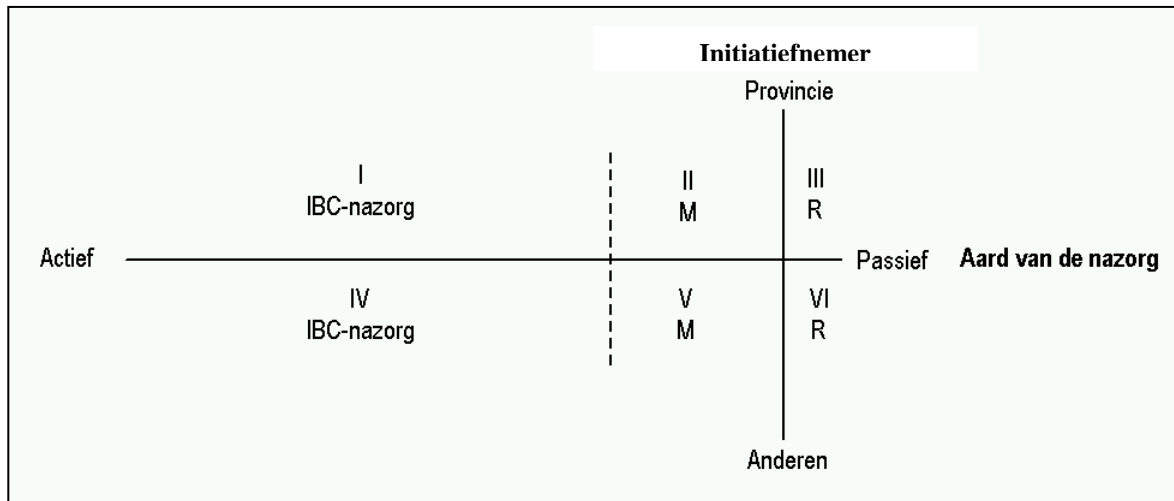 Initiatiefnemer
Provincie
I II III
IBC-nazorg M R
Actief Passief Aard van de nazorg
IV V VI
IBC-nazorg M R
Anderen